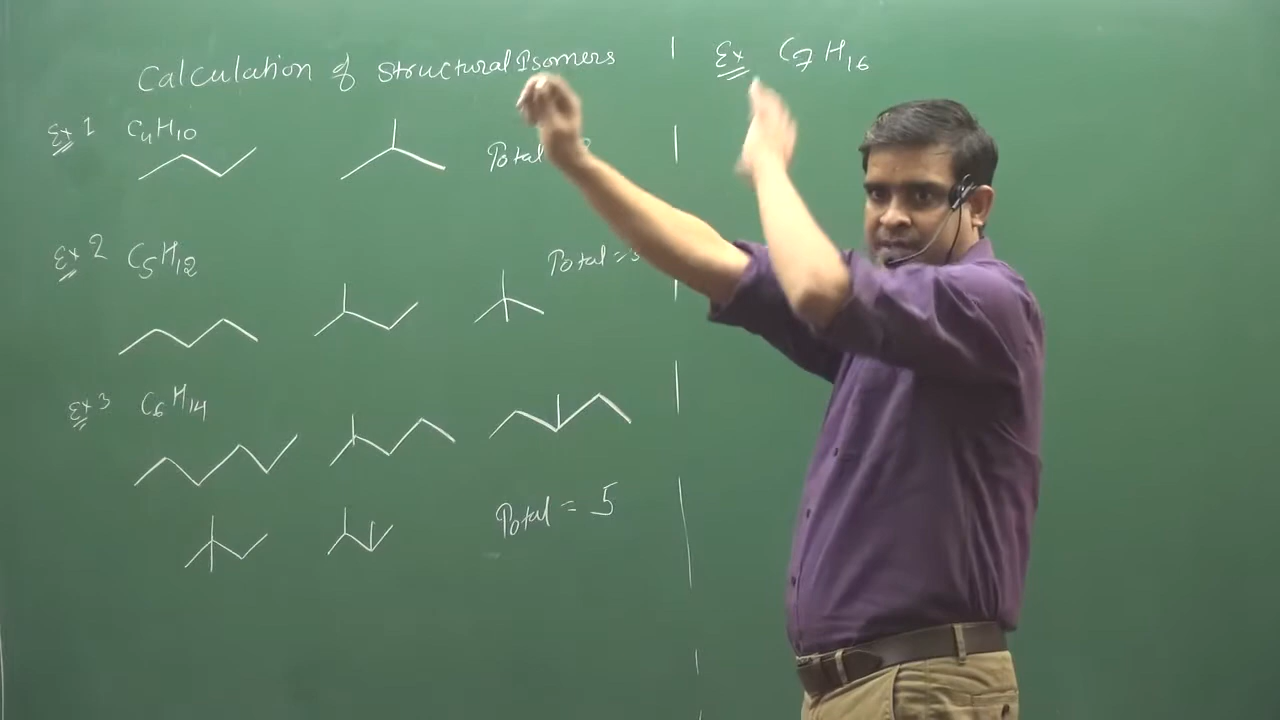 Calculation of Structural Isomers
Ex 1 C4H10
Total
Ex 2 C5H12
Total =3
Ex 3 C6H14
Total = 5
Ex C7H16